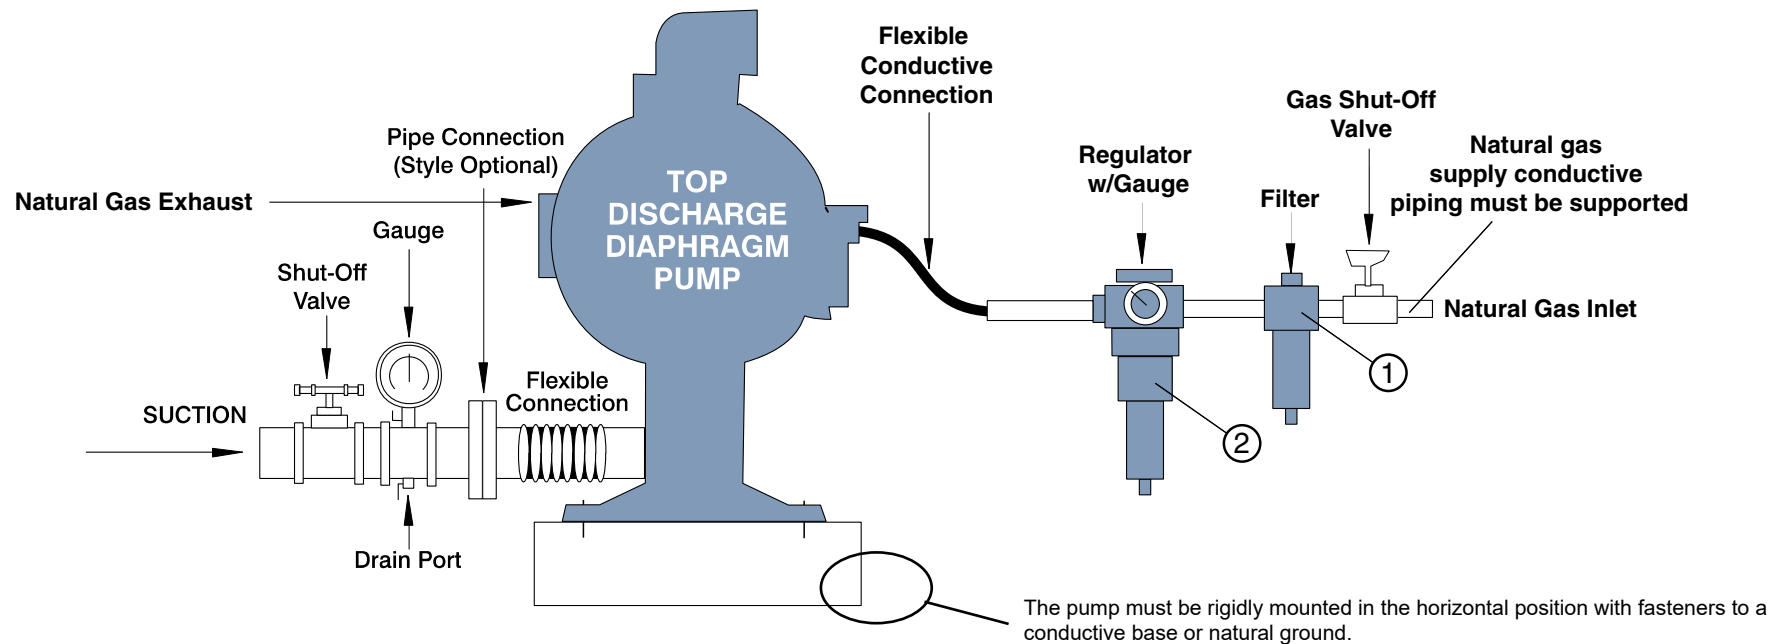 Flexible
Conductive
Connection
Gas Shut-Off
Valve
Pipe Connection
(Style Optional)
Natural gas
supply conductive
piping must be supported
Regulator
w/Gauge
Filter
TOP
DISCHARGE
DIAPHRAGM
PUMP
Natural Gas Exhaust
Gauge
Shut-Off
Valve
Natural Gas Inlet
1
Flexible
Connection
SUCTION
2
Drain Port
The pump must be rigidly mounted in the horizontal position with fasteners to a
conductive base or natural ground.